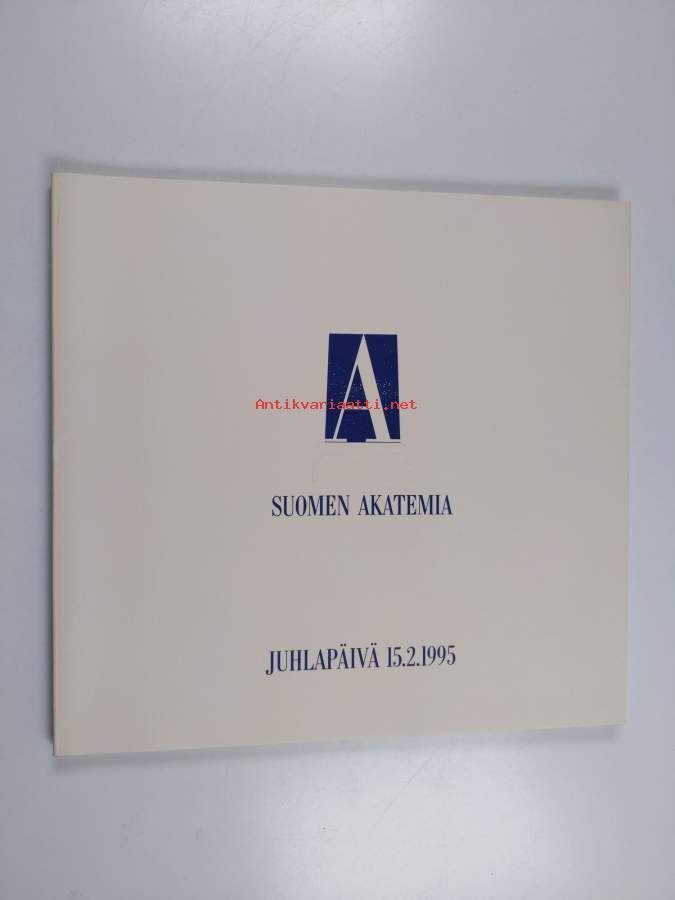 A
Antikvariaatti.net
SUOMEN AKATEMIA
JUHLAPÄIVÄ 15.2.1995